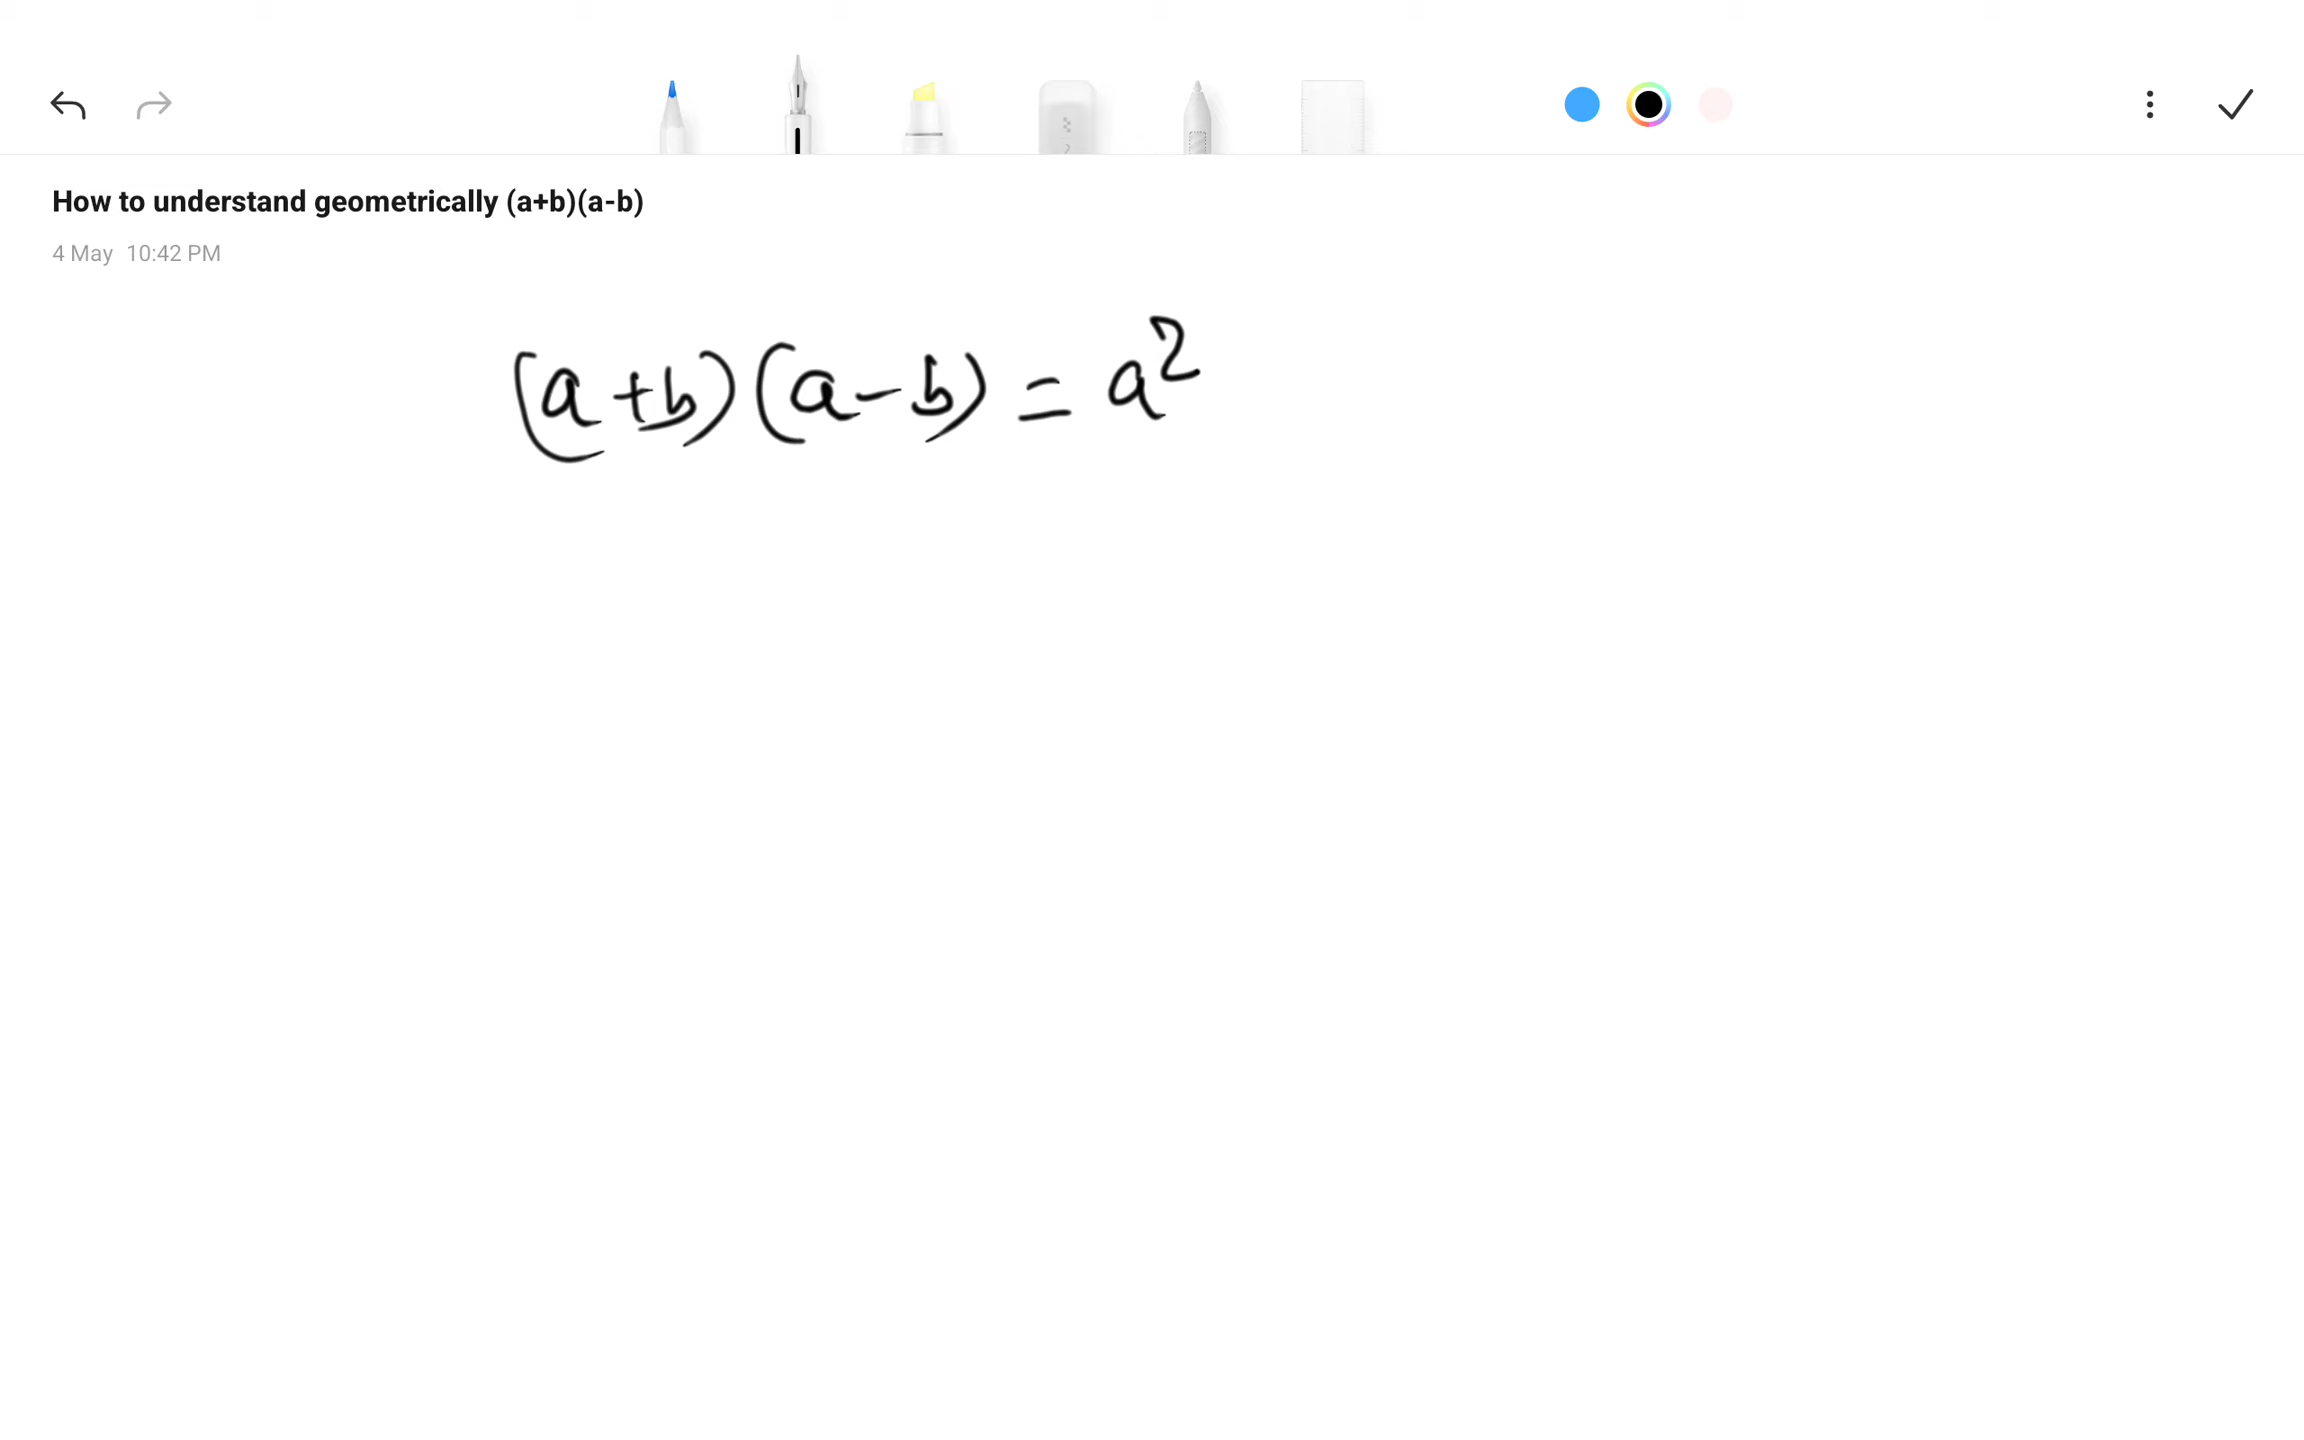 How to understand geometrically (a+b)(a-b)
4 May 10:42 PM
(a+b)(a-b) = a²